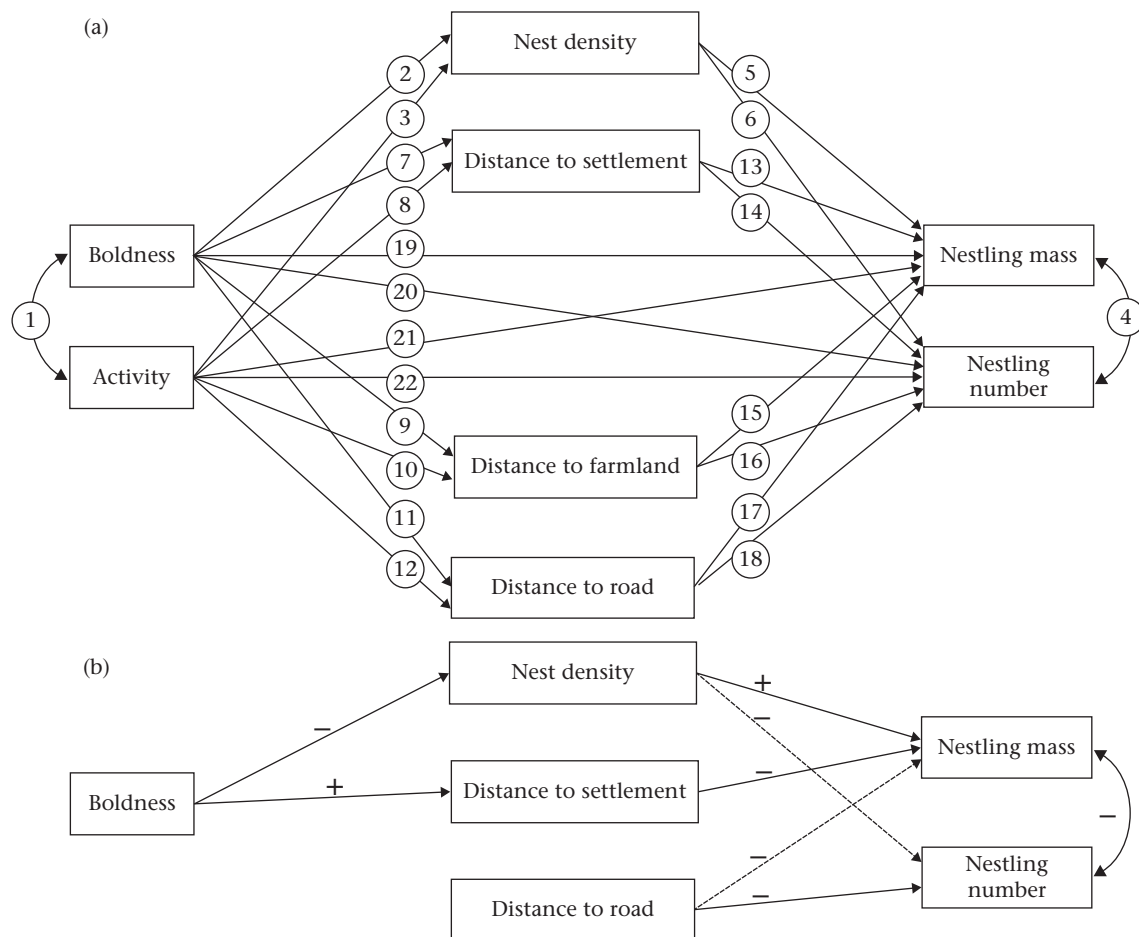 (a)
Nest density
2
5
3
6
Distance to settlement
7
13
8
14
Boldness
19
Nestling mass
20
1
4
21
Activity
22
Nestling
number
9
15
Distance to farmland
10
16
11
17
12
18
Distance to road
(b)
Nest density
+
−
−
Nestling mass
Boldness
+
Distance to settlement
−
−
−
Nestling
number
−
Distance to road